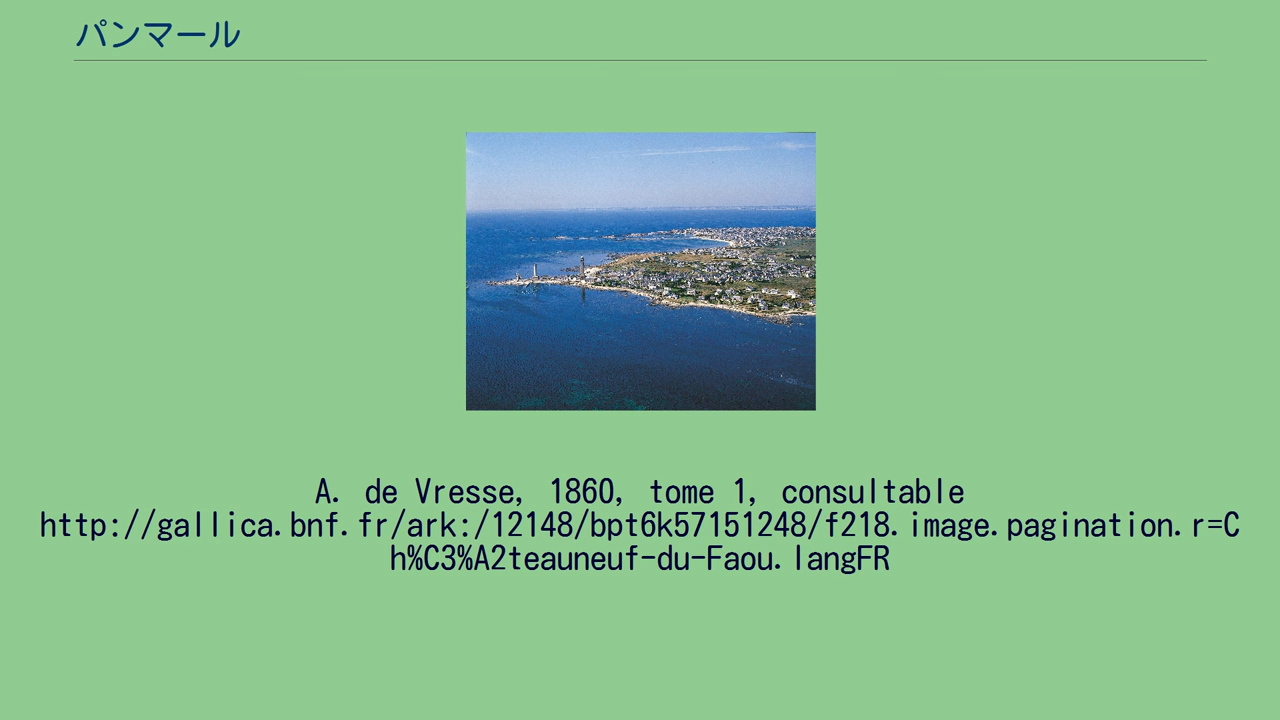 パンマール
A. de Vresse, 1860, tome 1, consultable
http://gallica.bnf.fr/ark:/12148/bpt6k57151248/f218.image.pagination.r=C
h%C3%A2teauneuf-du-Faou.langFR